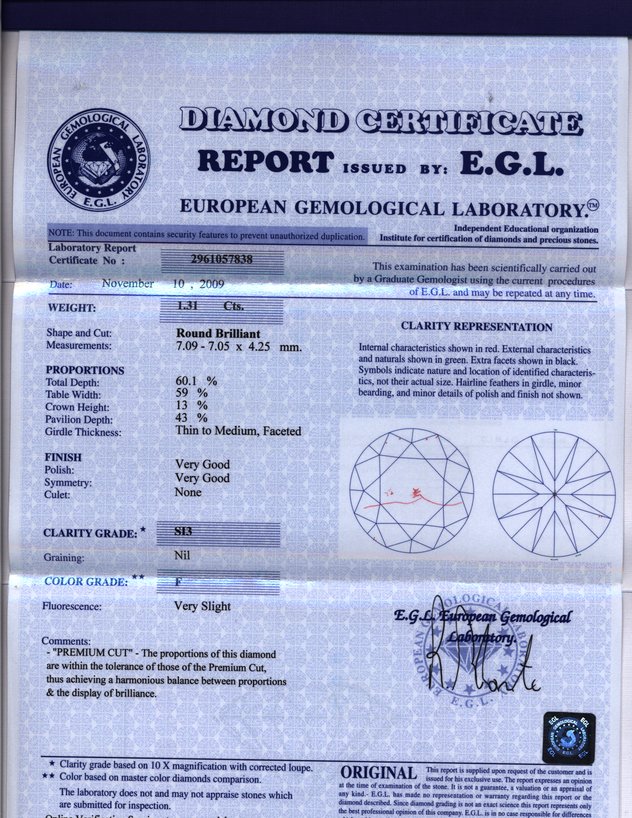 EUROPEAN GEMOLOGICAL LABORATORY
E.G.L.
DIAMOND CERTIFICATE
REPORT ISSUED BY: E.G.L.
EUROPEAN GEMOLOGICAL LABORATORY.™
NOTE: This document contains security features to prevent unauthorized duplication.
Independent Educational organization
Institute for certification of diamonds and precious stones.
Laboratory Report
Certificate No : 2961057838
Date: November 10 , 2009
This examination has been scientifically carried out
by a Graduate Gemologist using the current procedures
of E.G.L. and may be repeated at any time.
WEIGHT: 1.31 Cts.
Shape and Cut: Round Brilliant
Measurements: 7.09 - 7.05 x 4.25 mm.
PROPORTIONS
Total Depth: 60.1 %
Table Width: 59 %
Crown Height: 13 %
Pavilion Depth: 43 %
Girdle Thickness: Thin to Medium, Faceted
FINISH
Polish: Very Good
Symmetry: Very Good
Culet: None
CLARITY GRADE: * SI3
Graining: Nil
COLOR GRADE: ** F
Fluorescence: Very Slight
Comments:
- "PREMIUM CUT" - The proportions of this diamond
are within the tolerance of those of the Premium Cut,
thus achieving a harmonious balance between proportions
& the display of brilliance.
CLARITY REPRESENTATION
Internal characteristics shown in red. External characteristics
and naturals shown in green. Extra facets shown in black.
Symbols indicate nature and location of identified characteris-
tics, not their actual size. Hairline feathers in girdle, minor
bearding, and minor details of polish and finish not shown.
E.G.L. European Gemological
Laboratory.
EUROPEAN GEMOLOGICAL
E.G.L.
EGL EGL
E.G.L.
EGL EGL
* Clarity grade based on 10 X magnification with corrected loupe.
** Color based on master color diamonds comparison.
The laboratory does not and may not appraise stones which
are submitted for inspection.
ORIGINAL This report is supplied upon request of the customer and is
issued for his exclusive use. The report expresses an opinion
at the time of examination of the stone. It is not a guarantee, a valuation or an appraisal of
any kind.- E.G.L. has made no representation or warranty regarding this report or the
diamond described. Since diamond grading is not an exact science this report represents only
the best professional opinion of this company. E.G.L. is in no case responsible for differences